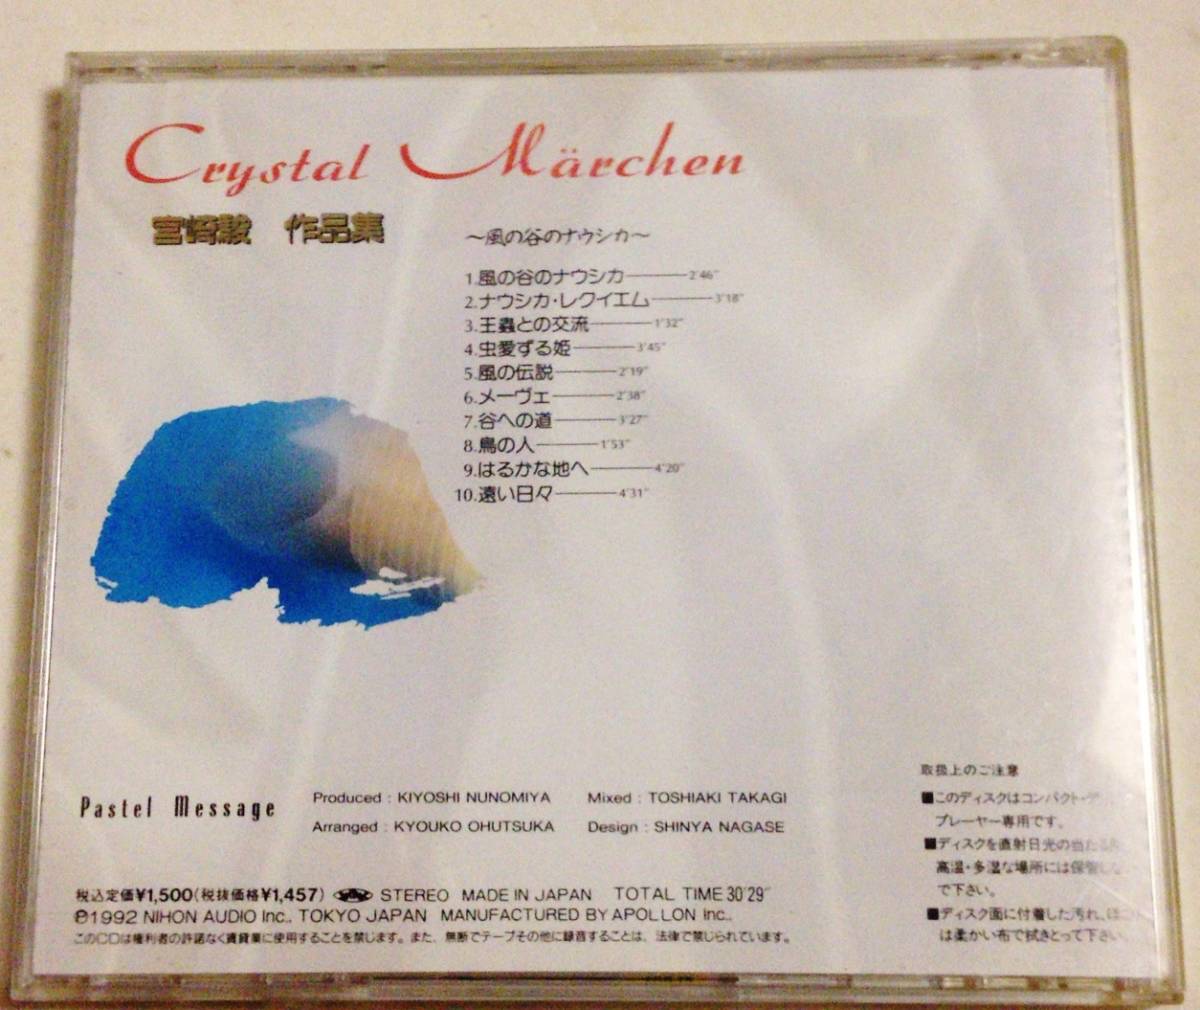 Crystal Märchen
宮崎駿 作品集
〜風の谷のナウシカ〜
1.風の谷のナウシカ————2'46"
2.ナウシカ・レクイエム————3'18"
3.王蟲との交流————1'32"
4.虫愛ずる姫————3'45"
5.風の伝説————2'19"
6.メーヴェ————2'38"
7.谷への道————3'27"
8.鳥の人————1'53"
9.はるかな地へ————4'20"
10.遠い日々————4'31"
Pastel Message
Produced : KIYOSHI NUNOMIYA Mixed : TOSHIAKI TAKAGI
Arranged : KYOUKO OHUTSUKA Design : SHINYA NAGASE
税込定価¥1,500(税抜価格¥1,457) STEREO MADE IN JAPAN TOTAL TIME 30'29"
℗1992 NIHON AUDIO Inc., TOKYO JAPAN MANUFACTURED BY APOLLON Inc.,
このCDは権利者の許諾なく賃貸業に使用することを禁じます。また、無断でテープその他に録音することは、法律で禁じられています。
取扱上のご注意
■このディスクはコンパクト・デ
プレーヤー専用です。
■ディスクを直射日光の当たる
高温・多湿な場所には保管し
で下さい。
■ディスク面に付着した汚れ、ほこ
は柔かい布で拭きとって下さい